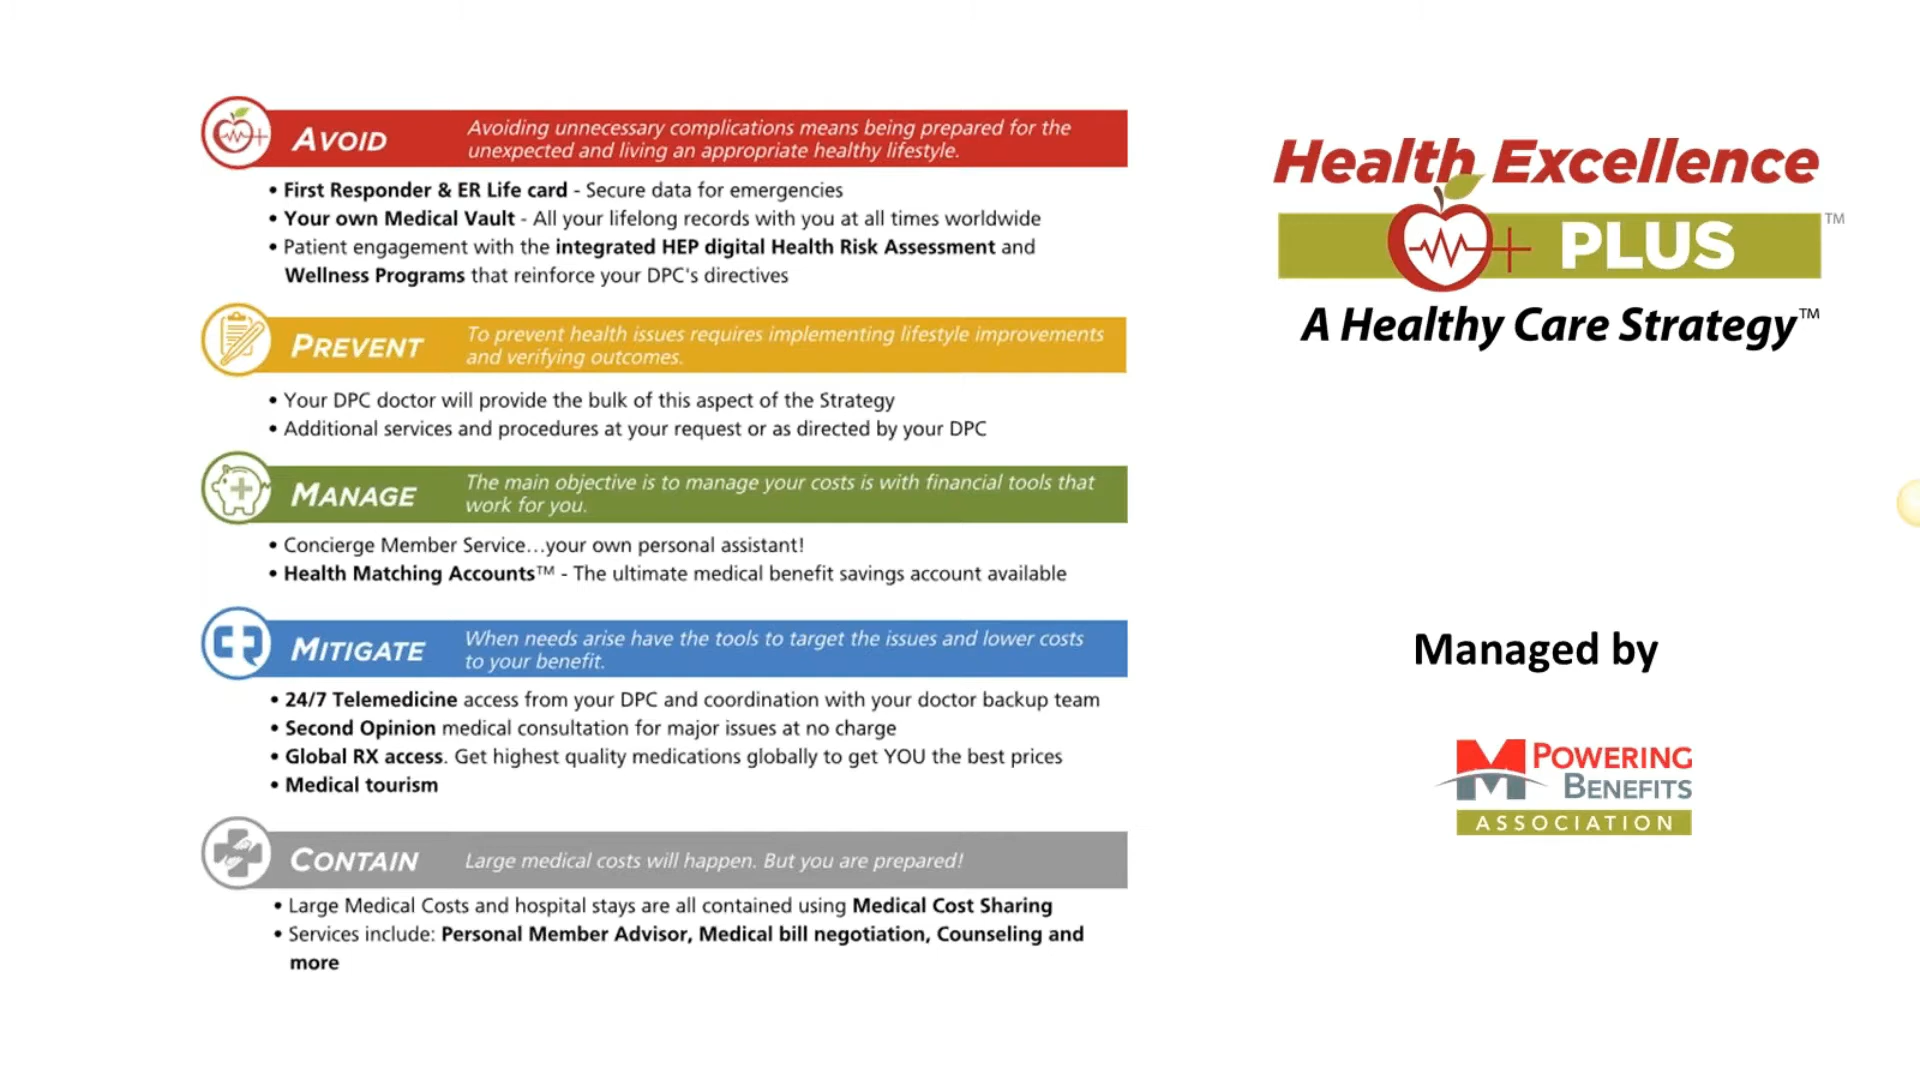 AVOID
Avoiding unnecessary complications means being prepared for the
unexpected and living an appropriate healthy lifestyle.
• First Responder & ER Life card - Secure data for emergencies
• Your own Medical Vault - All your lifelong records with you at all times worldwide
• Patient engagement with the integrated HEP digital Health Risk Assessment and
Wellness Programs that reinforce your DPC's directives
PREVENT
To prevent health issues requires implementing lifestyle improvements
and verifying outcomes.
• Your DPC doctor will provide the bulk of this aspect of the Strategy
• Additional services and procedures at your request or as directed by your DPC
MANAGE
The main objective is to manage your costs is with financial tools that
work for you.
• Concierge Member Service...your own personal assistant!
• Health Matching Accounts™ - The ultimate medical benefit savings account available
MITIGATE
When needs arise have the tools to target the issues and lower costs
to your benefit.
• 24/7 Telemedicine access from your DPC and coordination with your doctor backup team
• Second Opinion medical consultation for major issues at no charge
• Global RX access. Get highest quality medications globally to get YOU the best prices
• Medical tourism
CONTAIN
Large medical costs will happen. But you are prepared!
• Large Medical Costs and hospital stays are all contained using Medical Cost Sharing
• Services include: Personal Member Advisor, Medical bill negotiation, Counseling and
more
Health Excellence
PLUS™
A Healthy Care Strategy™
Managed by
MPOWERING
BENEFITS
ASSOCIATION